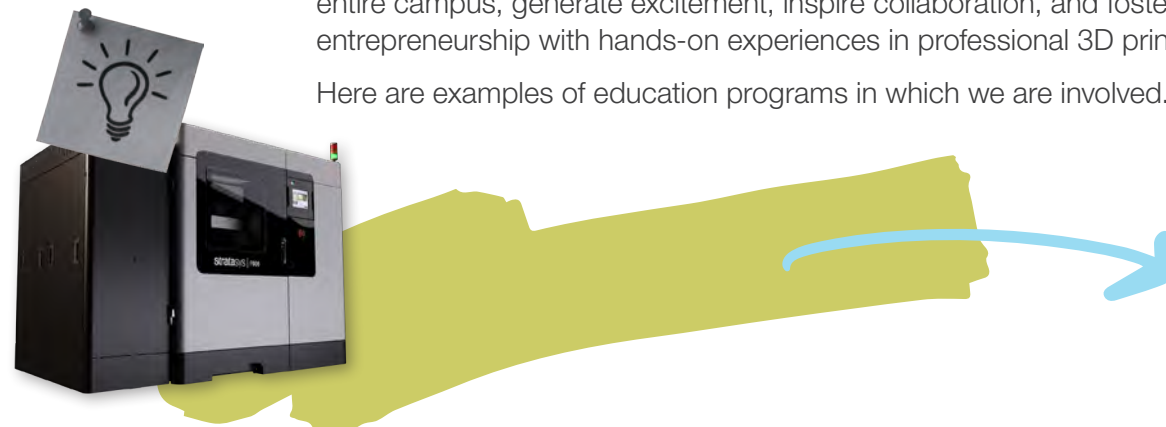 entire campus, generate excitement, inspire collaboration, and foste
entrepreneurship with hands-on experiences in professional 3D prin
Here are examples of education programs in which we are involved.
stratasys |